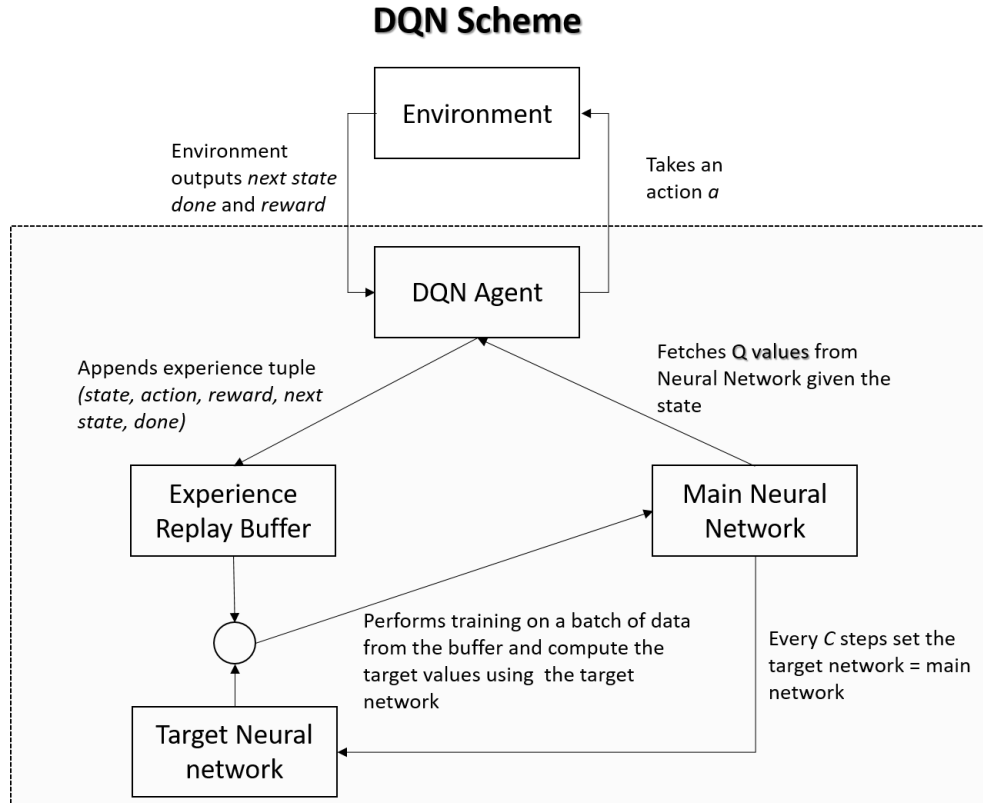 DQN Scheme
Environment
Environment
outputs next state
done and reward
Takes an
action a
DQN Agent
Appends experience tuple
(state, action, reward, next
state, done)
Fetches Q values from
Neural Network given the
state
Experience
Replay Buffer
Main Neural
Network
Performs training on a batch of data
from the buffer and compute the
target values using the target
network
Every C steps set the
target network = main
network
Target Neural
network